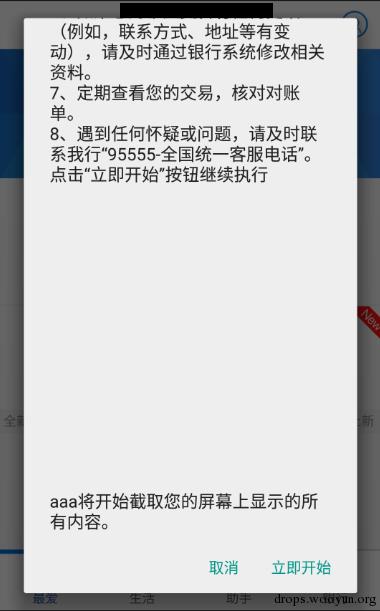 （例如，联系方式、地址等有变
动），请及时通过银行系统修改相关
资料。
7、定期查看您的交易，核对对账
单。
8、遇到任何怀疑或问题，请及时联
系我行“95555-全国统一客服电话”。
点击“立即开始”按钮继续执行
New
全新
上新
aaa将开始截取您的屏幕上显示的所
有内容。
取消 立即开始
最爱 生活 助手
drops.wooyun.org